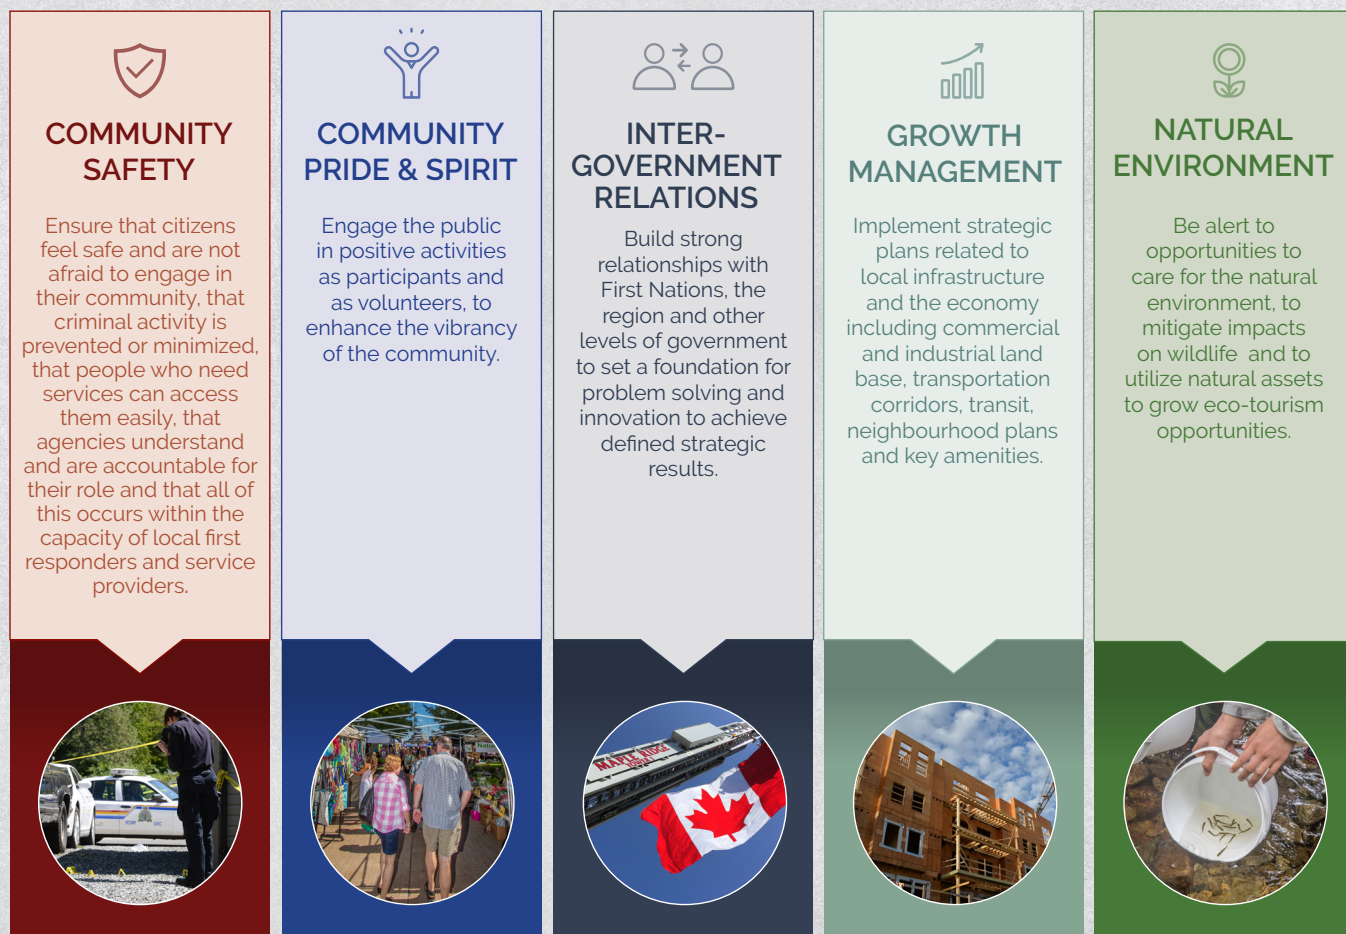 COMMUNITY
SAFETY
Ensure that citizens
feel safe and are not
afraid to engage in
their community, that
criminal activity is
prevented or minimized,
that people who need
services can access
them easily, that
agencies understand
and are accountable for
their role and that all of
this occurs within the
capacity of local first
responders and service
providers.
COMMUNITY
PRIDE & SPIRIT
Engage the public
in positive activities
as participants and
as volunteers, to
enhance the vibrancy
of the community.
INTER-
GOVERNMENT
RELATIONS
Build strong
relationships with
First Nations, the
region and other
levels of government
to set a foundation for
problem solving and
innovation to achieve
defined strategic
results.
GROWTH
MANAGEMENT
Implement strategic
plans related to
local infrastructure
and the economy
including commercial
and industrial land
base, transportation
corridors, transit,
neighbourhood plans
and key amenities.
NATURAL
ENVIRONMENT
Be alert to
opportunities to
care for the natural
environment, to
mitigate impacts
on wildlife and to
utilize natural assets
to grow eco-tourism
opportunities.
MAPLE RIDGE